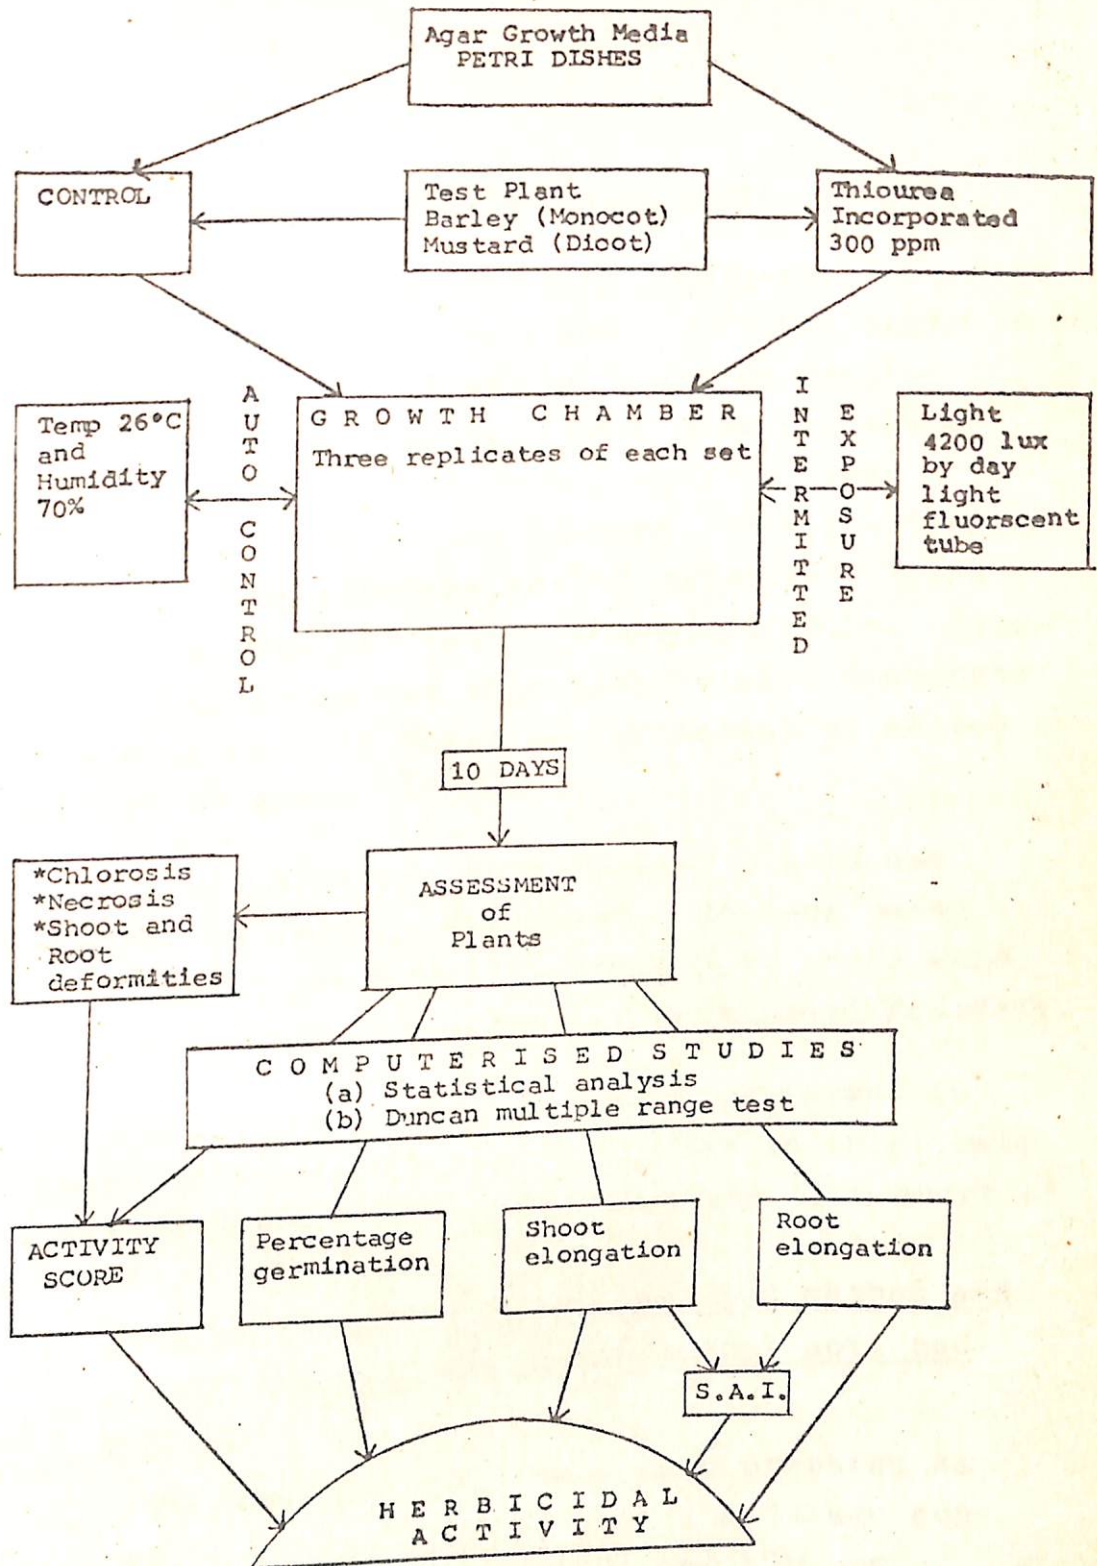 Agar Growth Media
PETRI DISHES
CONTROL
Test Plant
Barley (Monocot)
Mustard (Dicot)
Thiourea
Incorporated
300 ppm
Temp 26°C
and
Humidity
70%
AUTO CONTROL
GROWTH CHAMBER
Three replicates of each set
INTERMITTED
EXPOSURE
Light
4200 lux
by day
light
fluorscent
tube
10 DAYS
ASSESSMENT
of
Plants
*Chlorosis
*Necrosis
*Shoot and
Root
deformities
COMPUTERISED STUDIES
(a) Statistical analysis
(b) Duncan multiple range test
ACTIVITY
SCORE
Percentage
germination
Shoot
elongation
Root
elongation
S.A.I.
HERBICIDAL
ACTIVITY